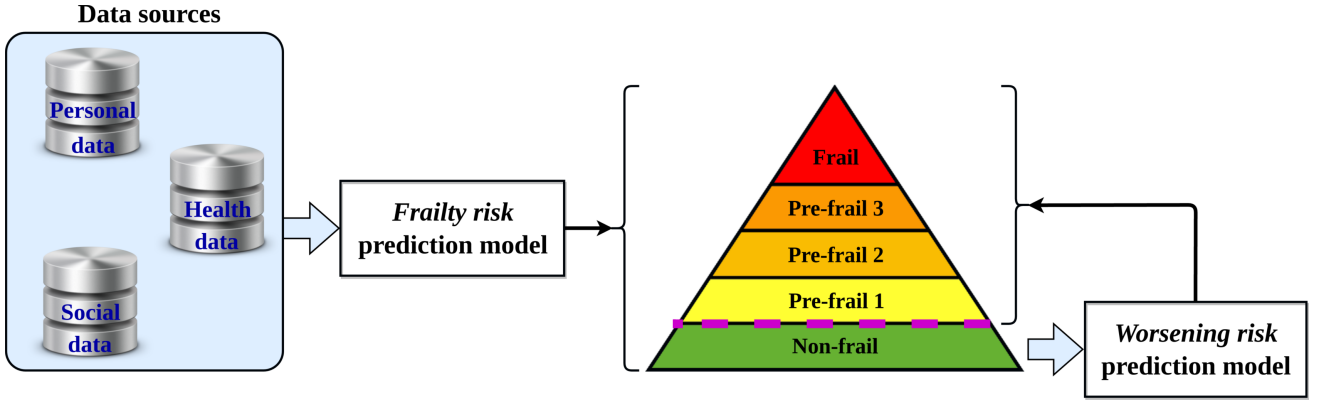 Data sources
Personal
data
Health
data
Social
data
Frailty risk
prediction model
Frail
Pre-frail 3
Pre-frail 2
Pre-frail 1
Non-frail
Worsening risk
prediction model